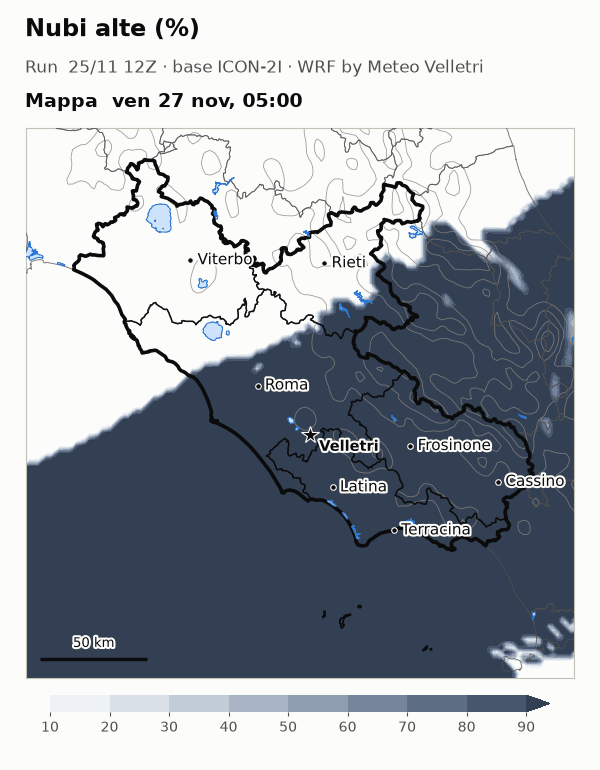 Nubi alte (%)
Run  25/11 12Z · base ICON-2I · WRF by Meteo Velletri
Mappa  ven 27 nov, 05:00
Viterbo
Rieti
Roma
Velletri
Frosinone
Cassino
Latina
Terracina
50 km
10 20 30 40 50 60 70 80 90